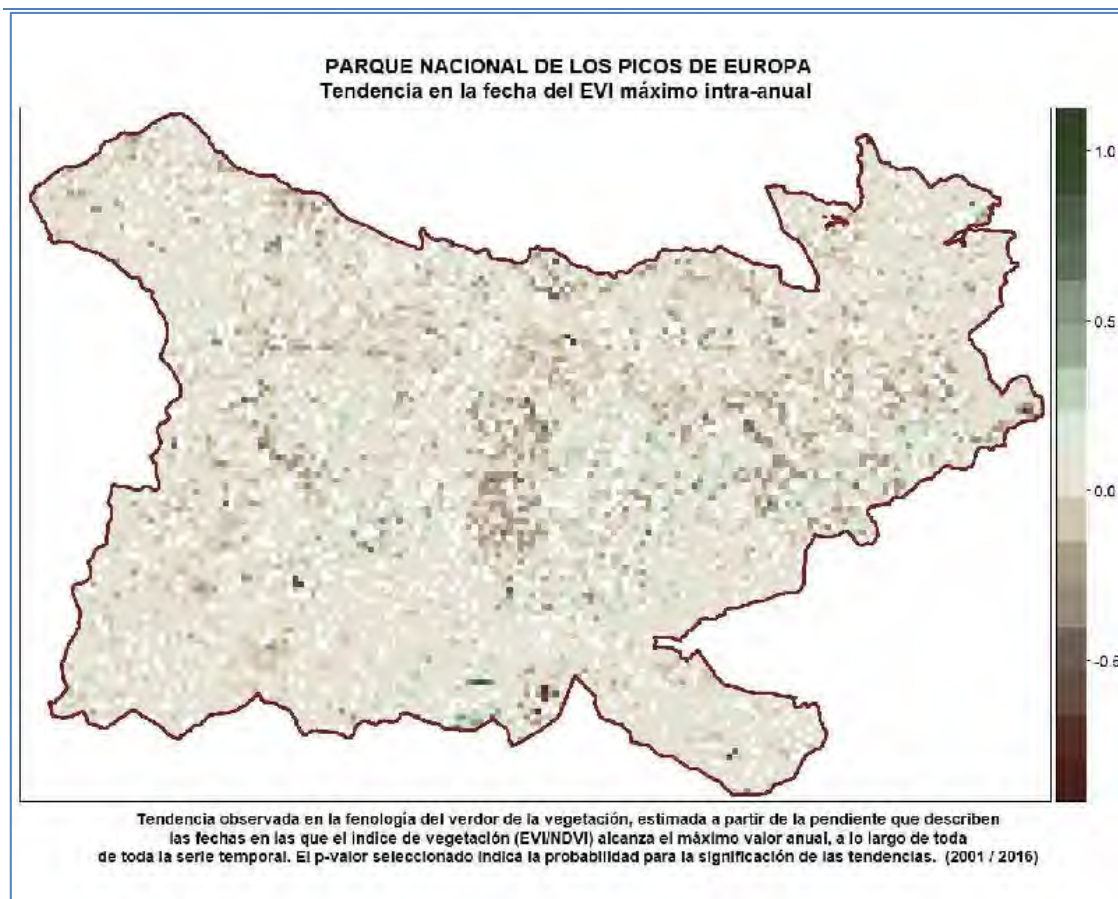 PARQUE NACIONAL DE LOS PICOS DE EUROPA
Tendencia en la fecha del EVI máximo intra-anual
1.0
0.5
0.0
-0.5
Tendencia observada en la fenología del verdor de la vegetación, estimada a partir de la pendiente que describen
las fechas en las que el índice de vegetación (EVI/NDVI) alcanza el máximo valor anual, a lo largo de toda
de toda la serie temporal. El p-valor seleccionado indica la probabilidad para la significación de las tendencias. (2001 / 2016)